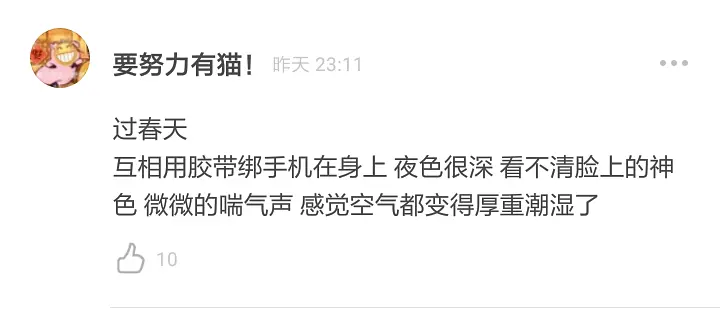 要努力有猫！ 昨天 23:11
过春天
互相用胶带绑手机在身上 夜色很深 看不清脸上的神
色 微微的喘气声 感觉空气都变得厚重潮湿了
10